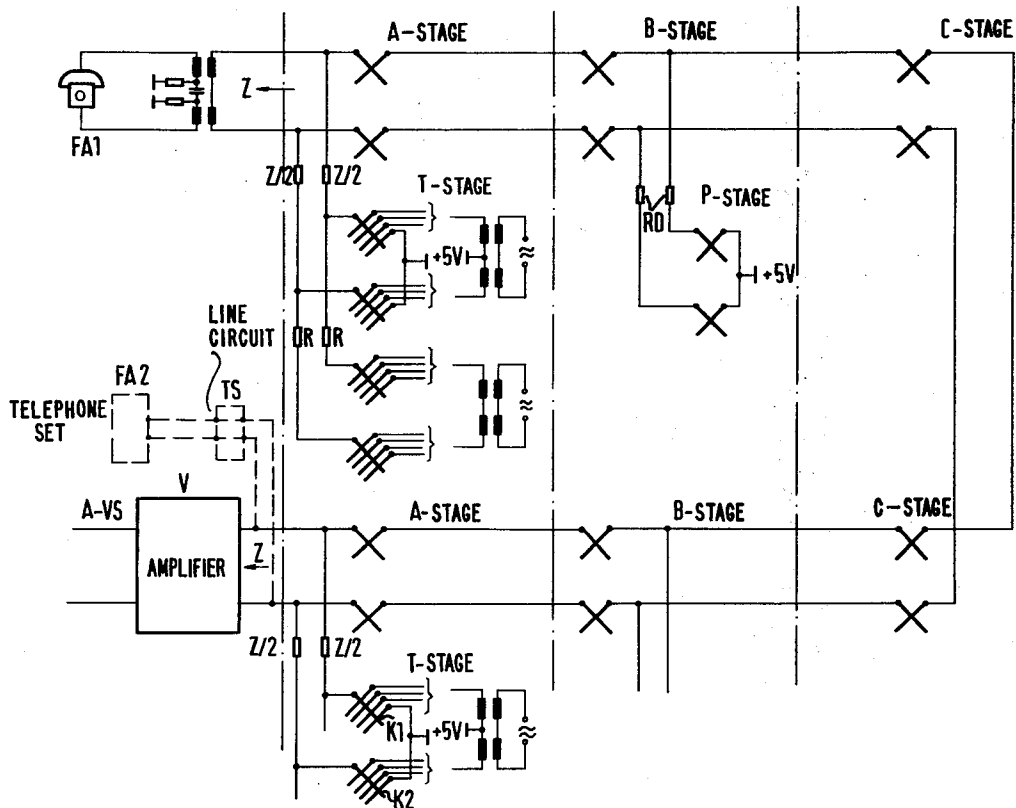 A-STAGE
B-STAGE
C-STAGE
Z
FA1
Z/2
Z/2
T-STAGE
P-STAGE
RD
+5V
+5V
LINE
CIRCUIT
R
R
FA2
TS
TELEPHONE
SET
V
A-VS
A-STAGE
B-STAGE
C-STAGE
Z
AMPLIFIER
Z/2
Z/2
T-STAGE
K1
+5V
K2